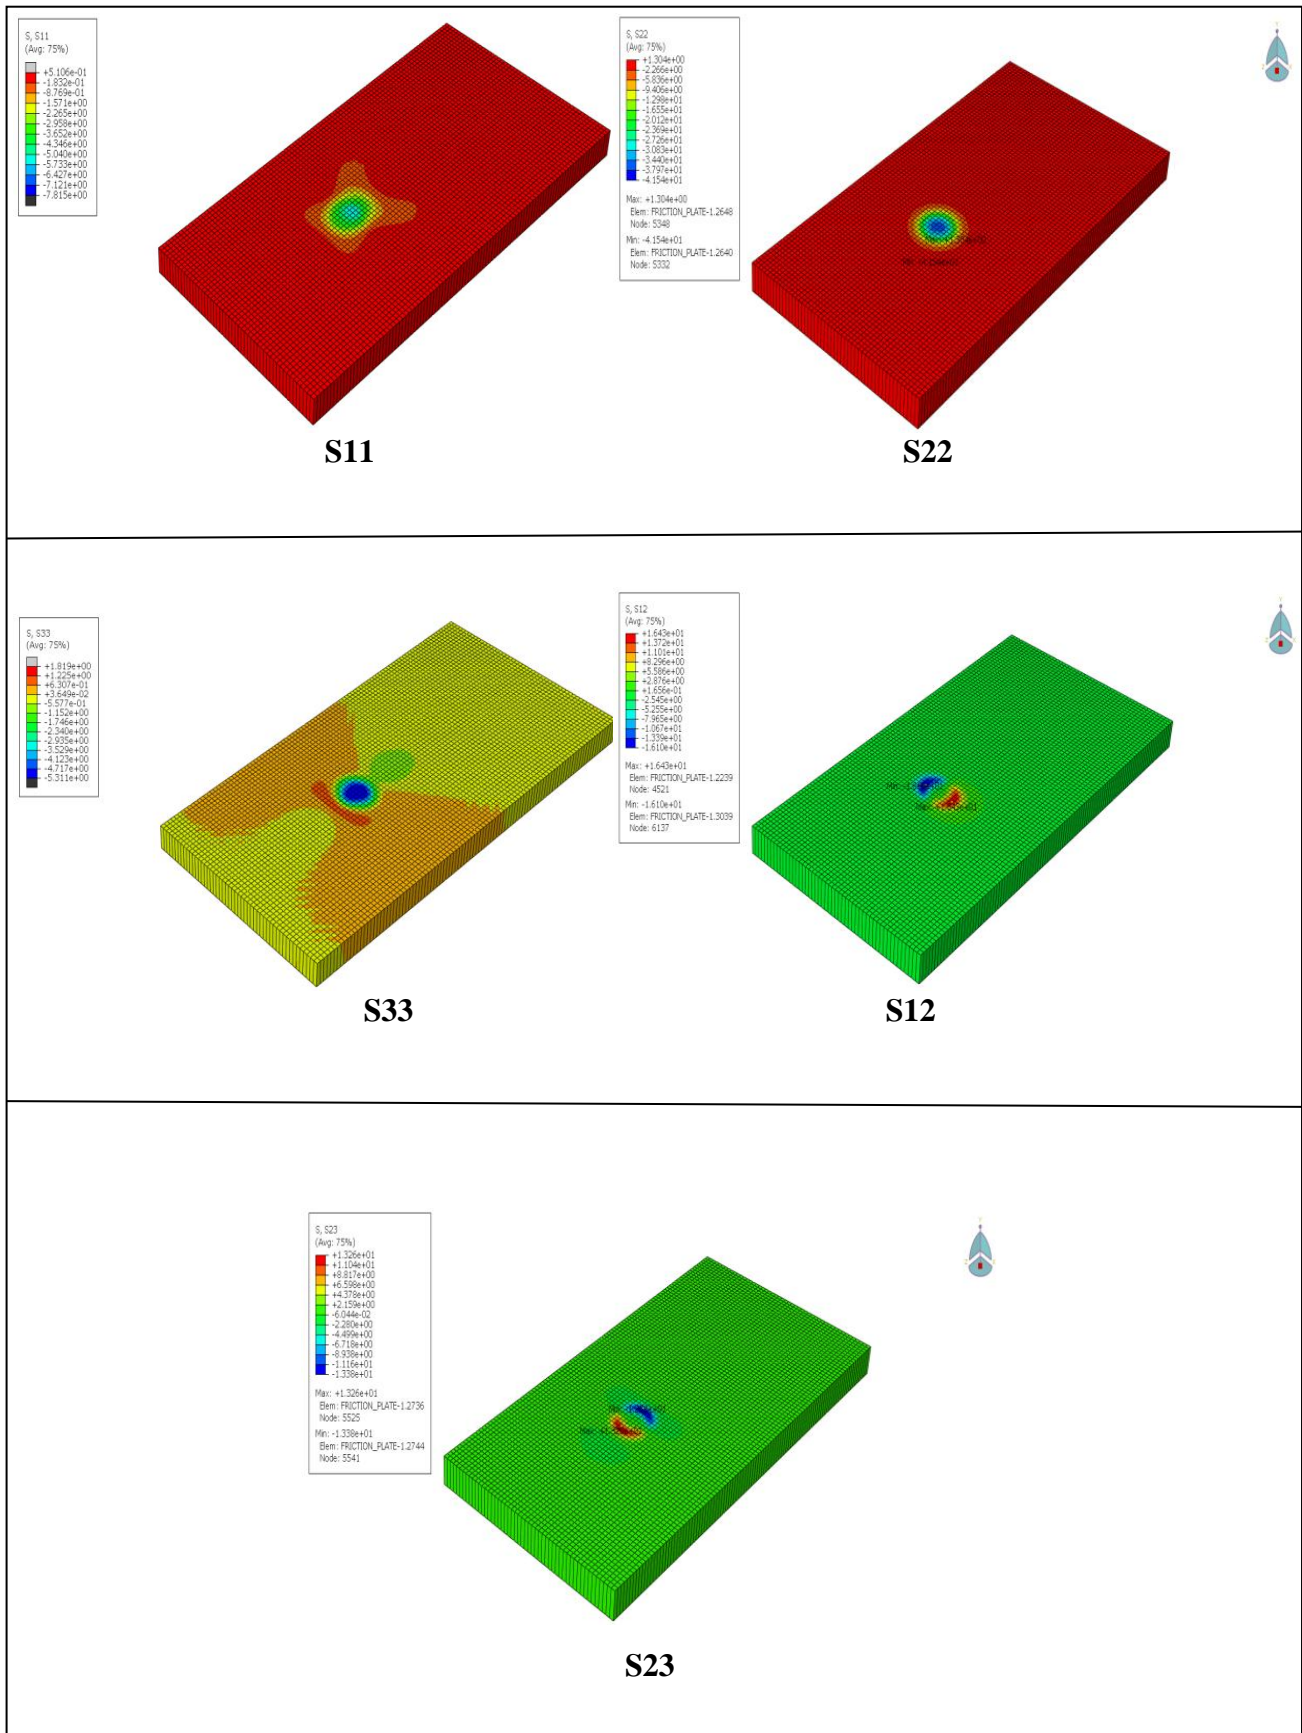 S, S11
(Avg: 75%)
+5.106e-01
-1.832e-01
-8.769e-01
-1.571e+00
-2.265e+00
-2.958e+00
-3.652e+00
-4.346e+00
-5.040e+00
-5.733e+00
-6.427e+00
-7.121e+00
-7.815e+00
S11
S, S22
(Avg: 75%)
+1.304e+00
-2.266e+00
-5.836e+00
-9.406e+00
-1.298e+01
-1.655e+01
-2.012e+01
-2.369e+01
-2.726e+01
-3.083e+01
-3.440e+01
-3.797e+01
-4.154e+01
Max: +1.304e+00
Elem: FRICTION_PLATE-1.2648
Node: 5348
Min: -4.154e+01
Elem: FRICTION_PLATE-1.2640
Node: 5332
S22
S, S33
(Avg: 75%)
+1.819e+00
+1.225e+00
+6.307e-01
+3.649e-02
-5.577e-01
-1.152e+00
-1.746e+00
-2.340e+00
-2.935e+00
-3.529e+00
-4.123e+00
-4.717e+00
-5.311e+00
S33
S, S12
(Avg: 75%)
+1.643e+01
+1.372e+01
+1.101e+01
+8.296e+00
+5.586e+00
+2.876e+00
+1.656e-01
-2.545e+00
-5.255e+00
-7.965e+00
-1.067e+01
-1.339e+01
-1.610e+01
Max: +1.643e+01
Elem: FRICTION_PLATE-1.2239
Node: 4521
Min: -1.610e+01
Elem: FRICTION_PLATE-1.3039
Node: 6137
S12
S, S23
(Avg: 75%)
+1.326e+01
+1.104e+01
+8.817e+00
+6.598e+00
+4.378e+00
+2.159e+00
-6.044e-02
-2.280e+00
-4.499e+00
-6.718e+00
-8.938e+00
-1.116e+01
-1.338e+01
Max: +1.326e+01
Elem: FRICTION_PLATE-1.2736
Node: 5525
Min: -1.338e+01
Elem: FRICTION_PLATE-1.2744
Node: 5541
S23